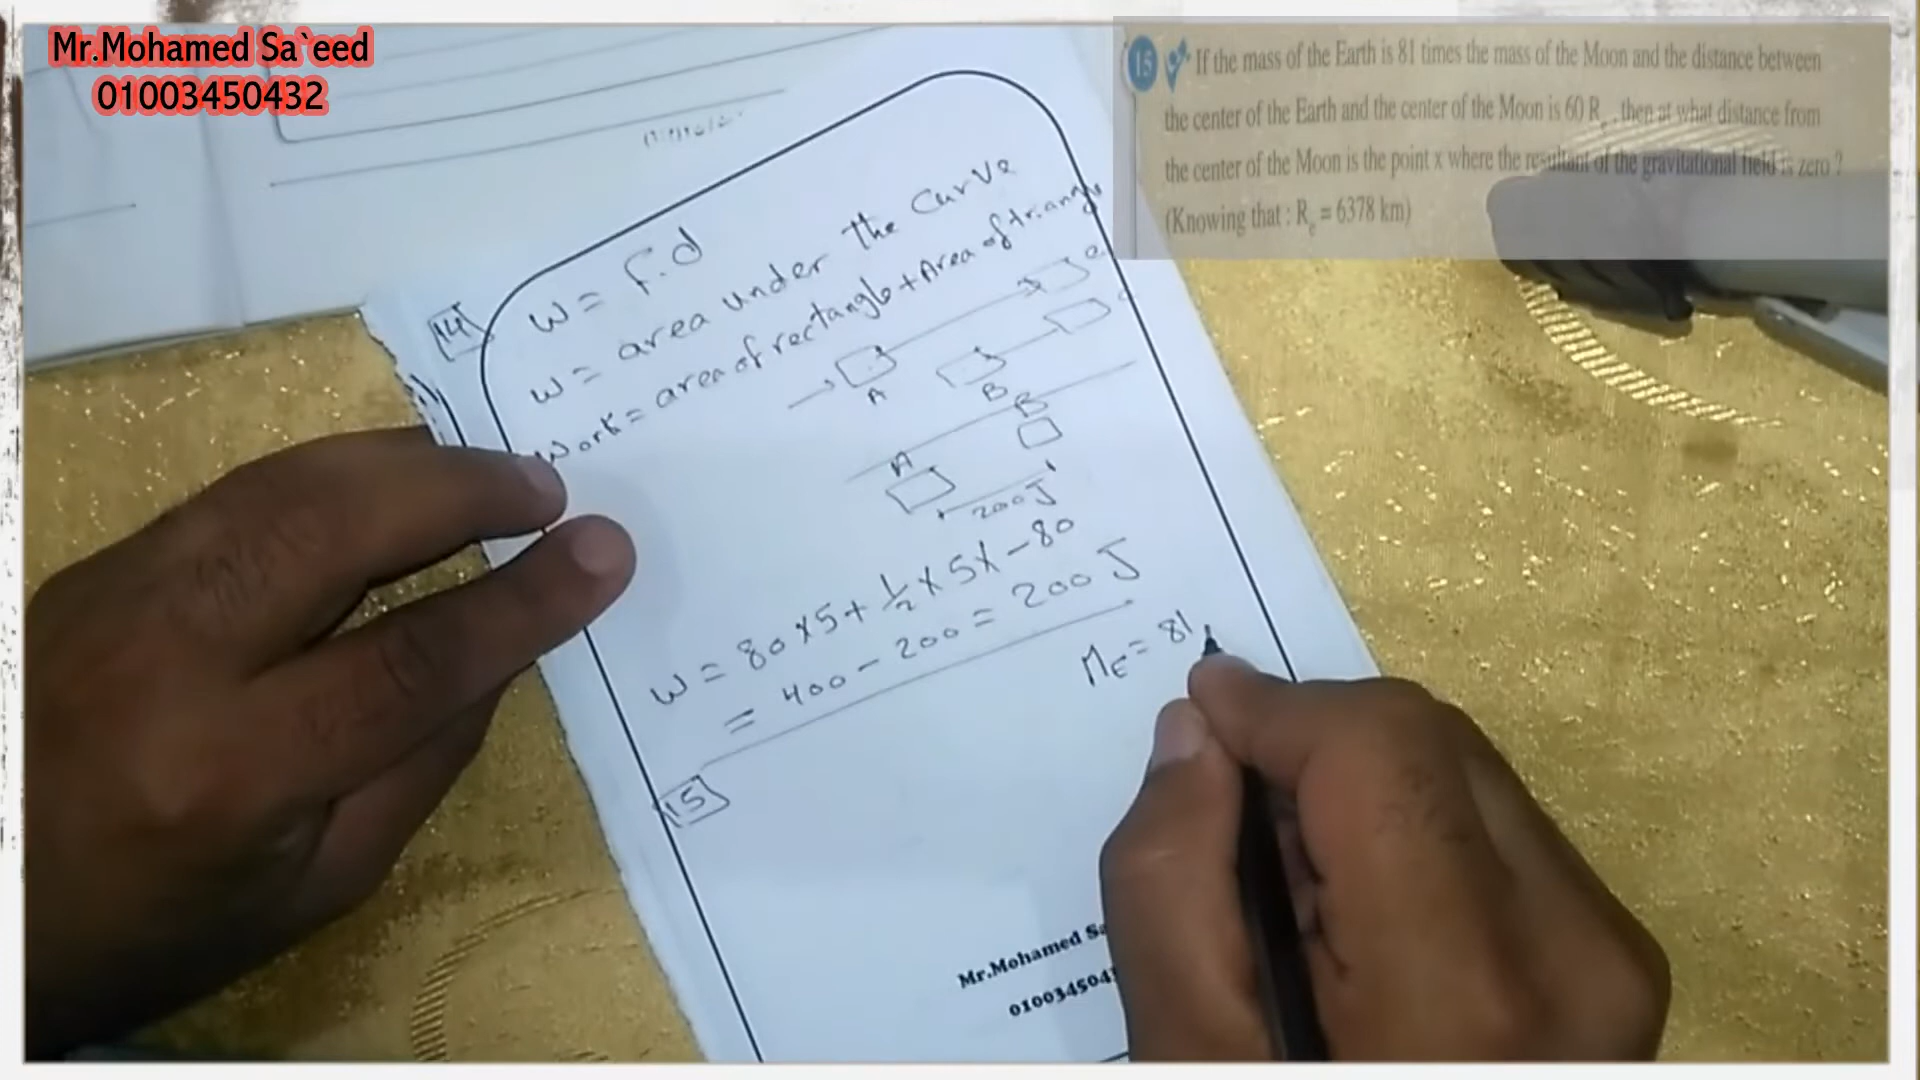 Mr.Mohamed Sa`eed
01003450432
15 If the mass of the Earth is 81 times the mass of the Moon and the distance between
the center of the Earth and the center of the Moon is 60 Re , then at what distance from
the center of the Moon is the point x where the resultant of the gravitational field is zero ?
(Knowing that : Re = 6378 km)
14
W = F.d
W = area under the Curve
Work = area of rectangle + Area of triangle
A B
A B
200 J
W = 80 x 5 + 1/2 x 5 x -80
= 400 - 200 = 200 J
15
ME = 81
Mr.Mohamed Sa
0100345043